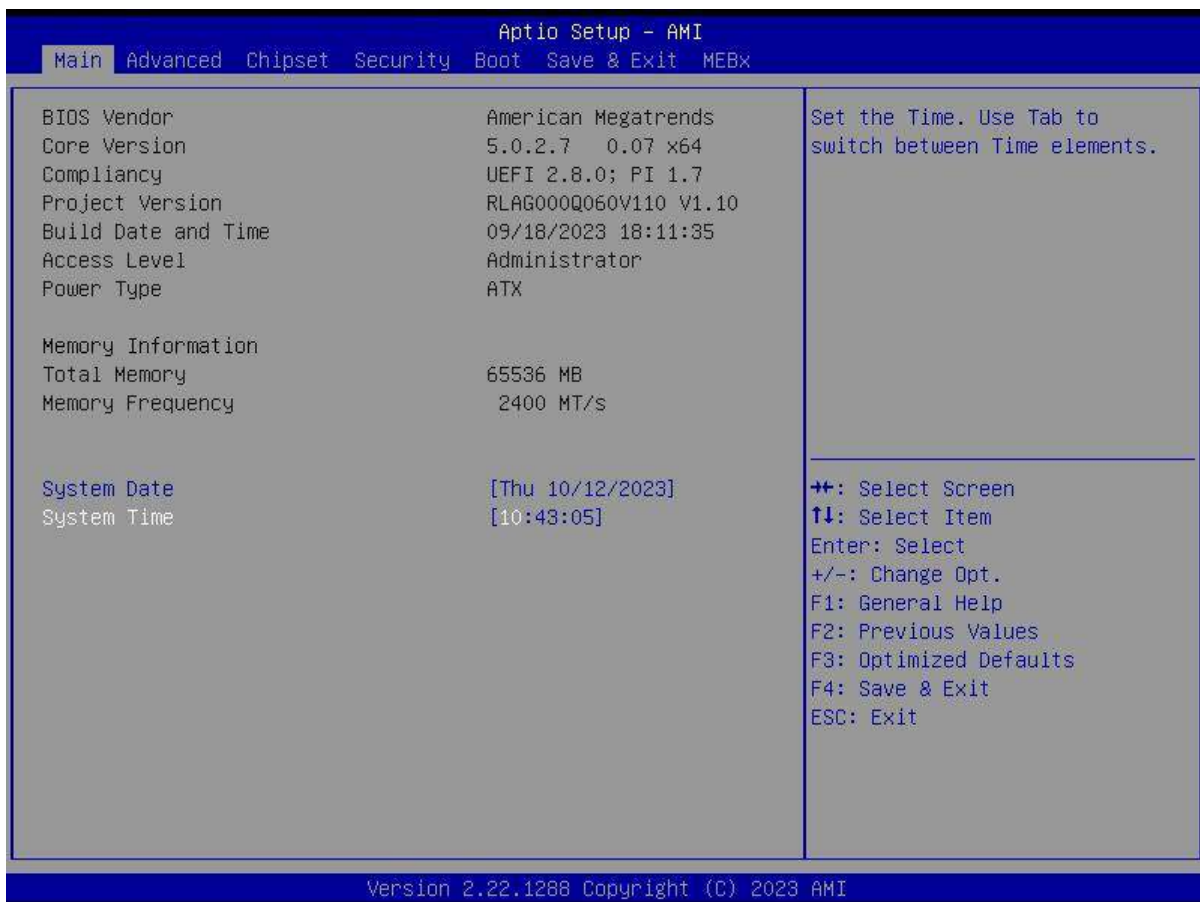 Aptio Setup - AMI
Main Advanced Chipset Security Boot Save & Exit MEBx
BIOS Vendor American Megatrends
Core Version 5.0.2.7 0.07 x64
Compliancy UEFI 2.8.0; PI 1.7
Project Version RLAG000Q060V110 V1.10
Build Date and Time 09/18/2023 18:11:35
Access Level Administrator
Power Type ATX
Memory Information
Total Memory 65536 MB
Memory Frequency 2400 MT/s
System Date [Thu 10/12/2023]
System Time [10:43:05]
Set the Time. Use Tab to
switch between Time elements.
→←: Select Screen
↑↓: Select Item
Enter: Select
+/-: Change Opt.
F1: General Help
F2: Previous Values
F3: Optimized Defaults
F4: Save & Exit
ESC: Exit
Version 2.22.1288 Copyright (C) 2023 AMI